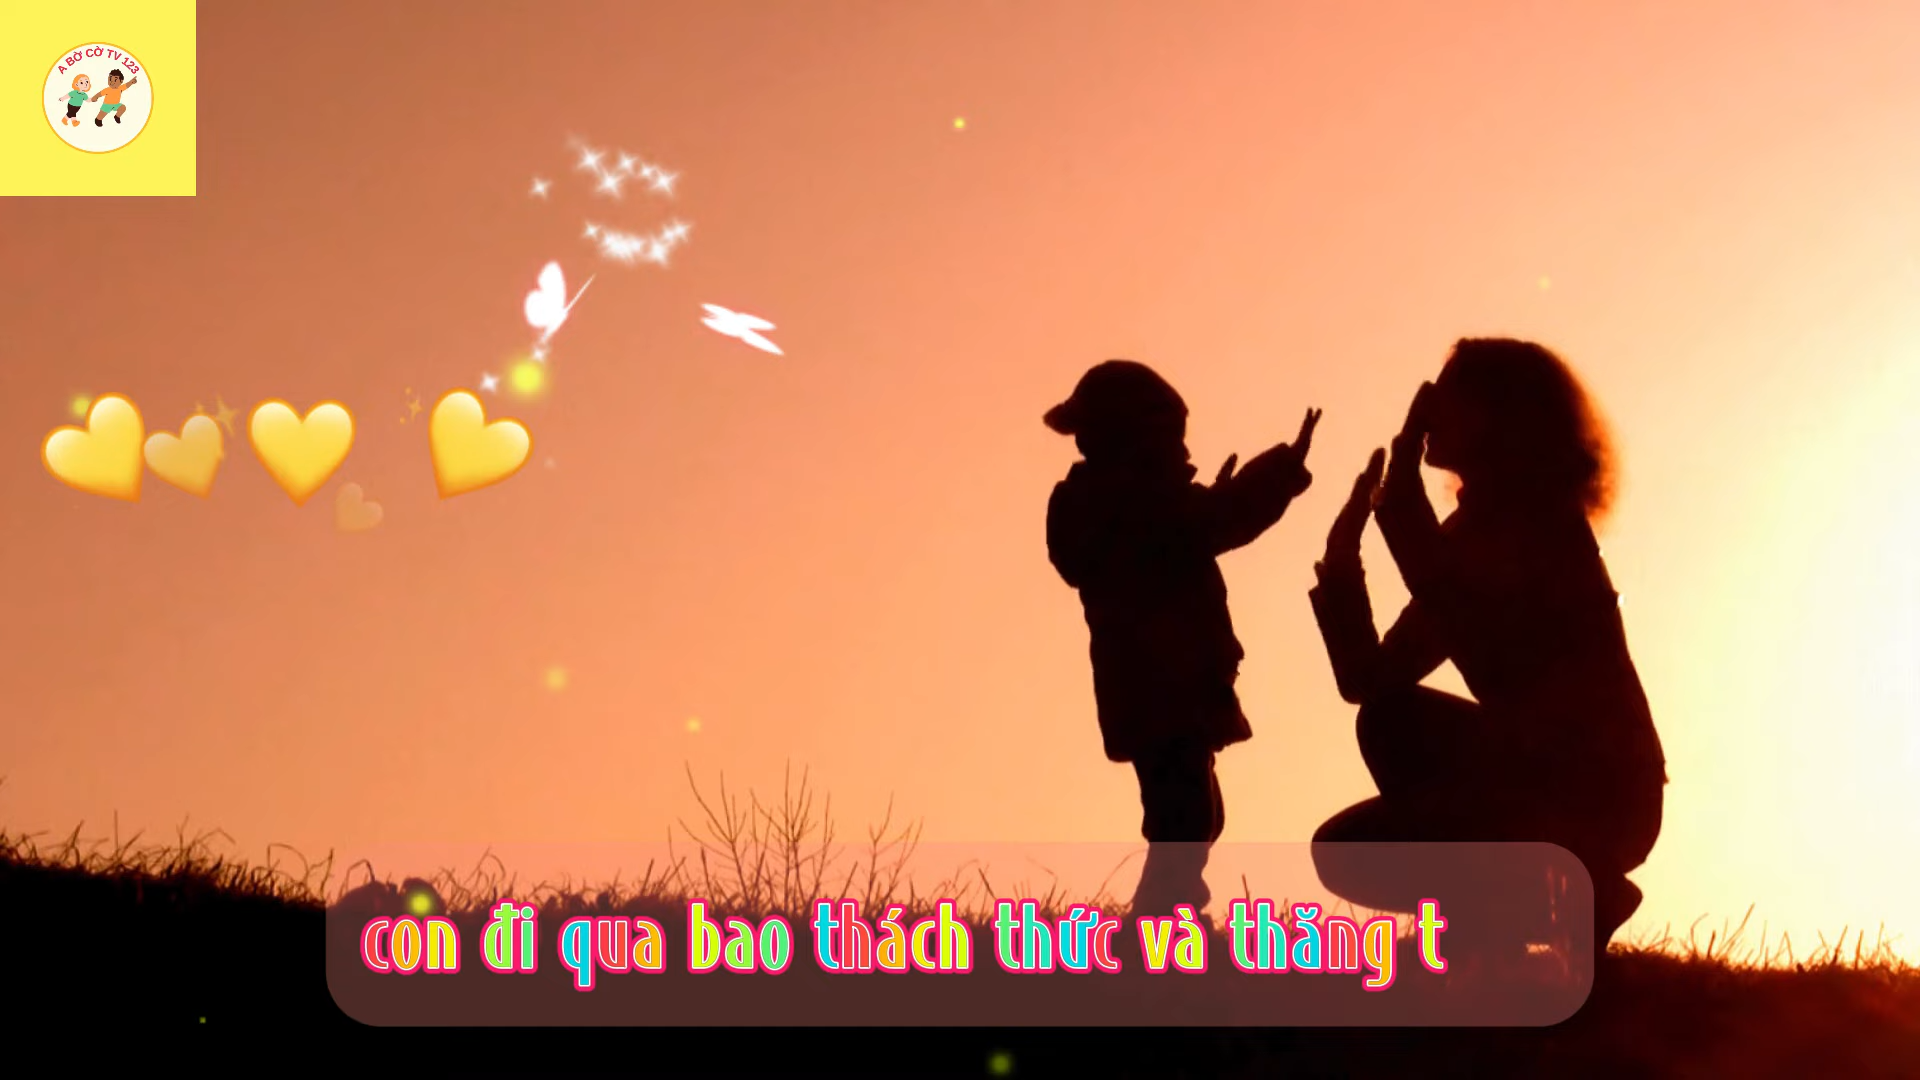 A BỜ CỜ TV 123
con đi qua bao thách thức và thăng t